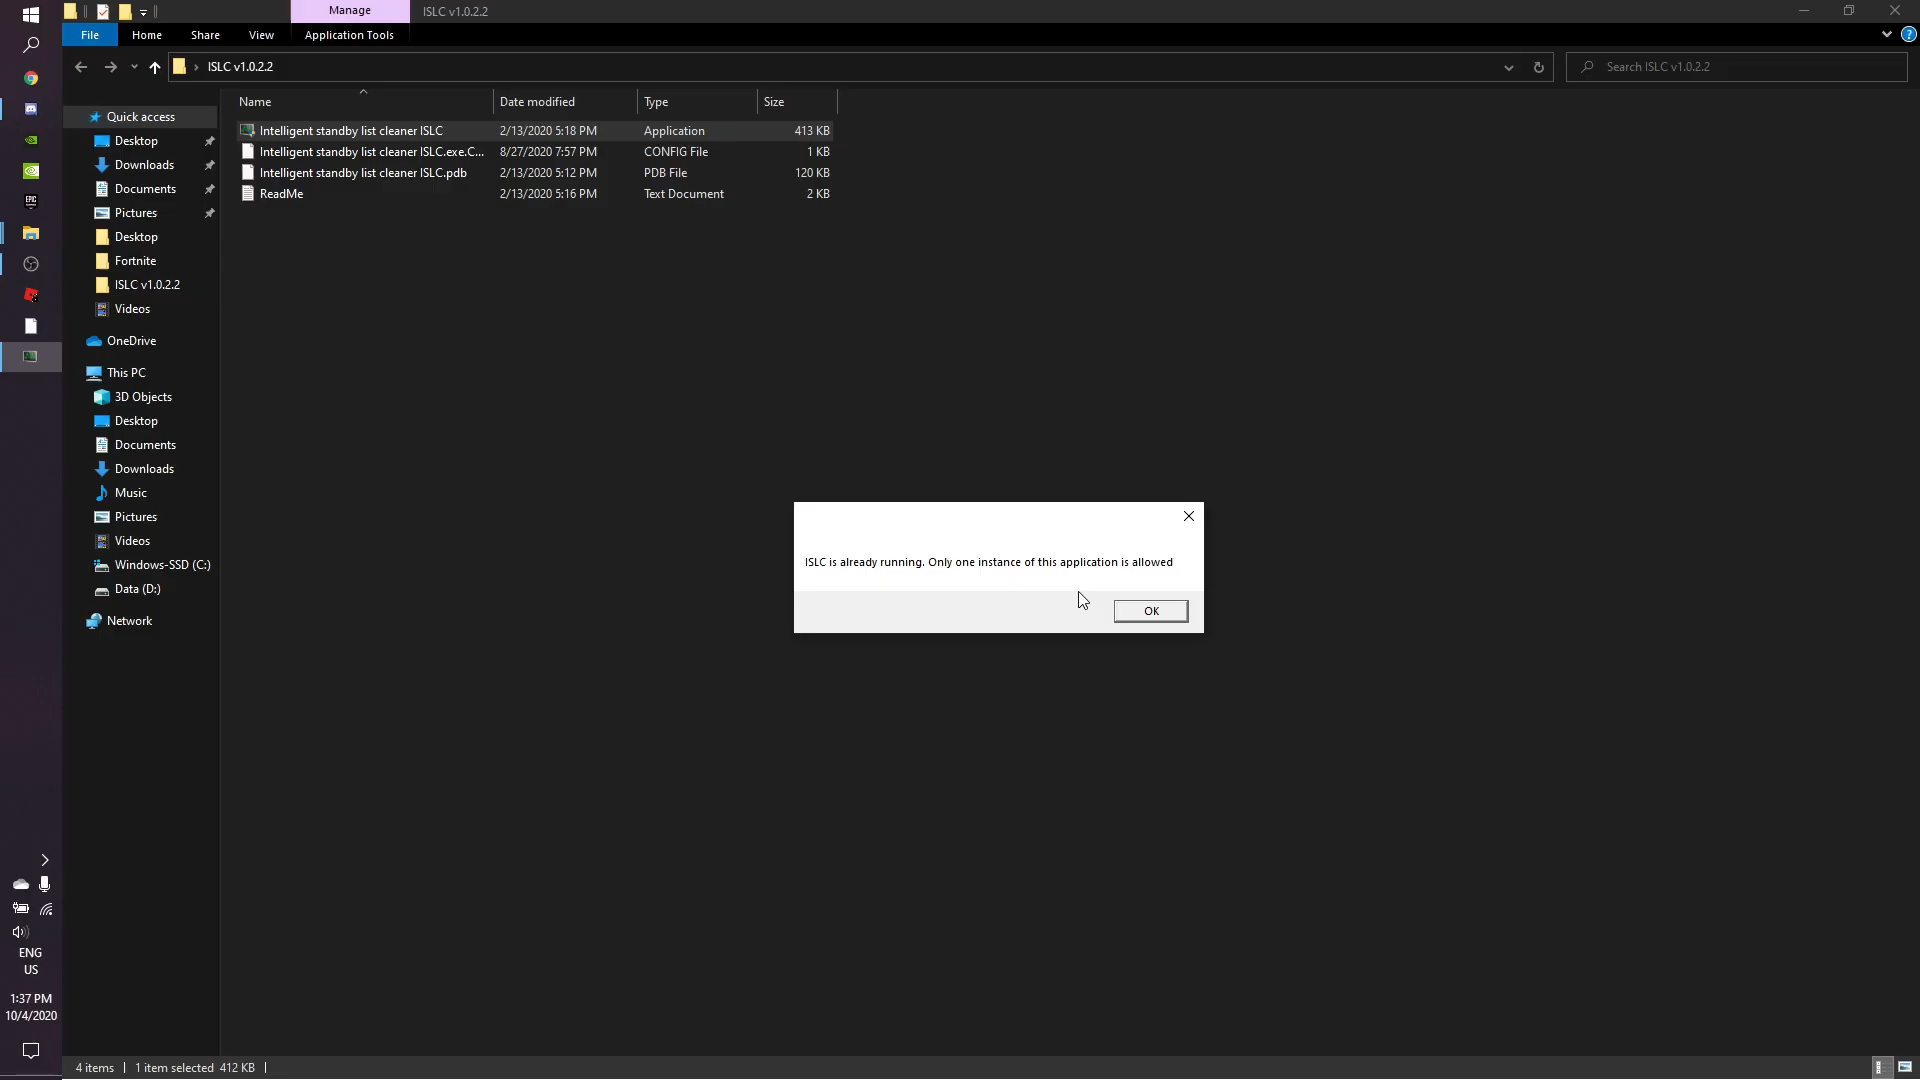 Manage
ISLC v1.0.2.2
File
Home
Share
View
Application Tools
ISLC v1.0.2.2
Search ISLC v1.0.2.2
Name
Date modified
Type
Size
Intelligent standby list cleaner ISLC
2/13/2020 5:18 PM
Application
413 KB
Intelligent standby list cleaner ISLC.exe.C...
8/27/2020 7:57 PM
CONFIG File
1 KB
Intelligent standby list cleaner ISLC.pdb
2/13/2020 5:12 PM
PDB File
120 KB
ReadMe
2/13/2020 5:16 PM
Text Document
2 KB
Quick access
Desktop
Downloads
Documents
Pictures
Desktop
Fortnite
ISLC v1.0.2.2
Videos
OneDrive
This PC
3D Objects
Desktop
Documents
Downloads
Music
Pictures
Videos
Windows-SSD (C:)
Data (D:)
Network
EPIC
ISLC is already running. Only one instance of this application is allowed
OK
ENG
US
1:37 PM
10/4/2020
4 items
1 item selected 412 KB